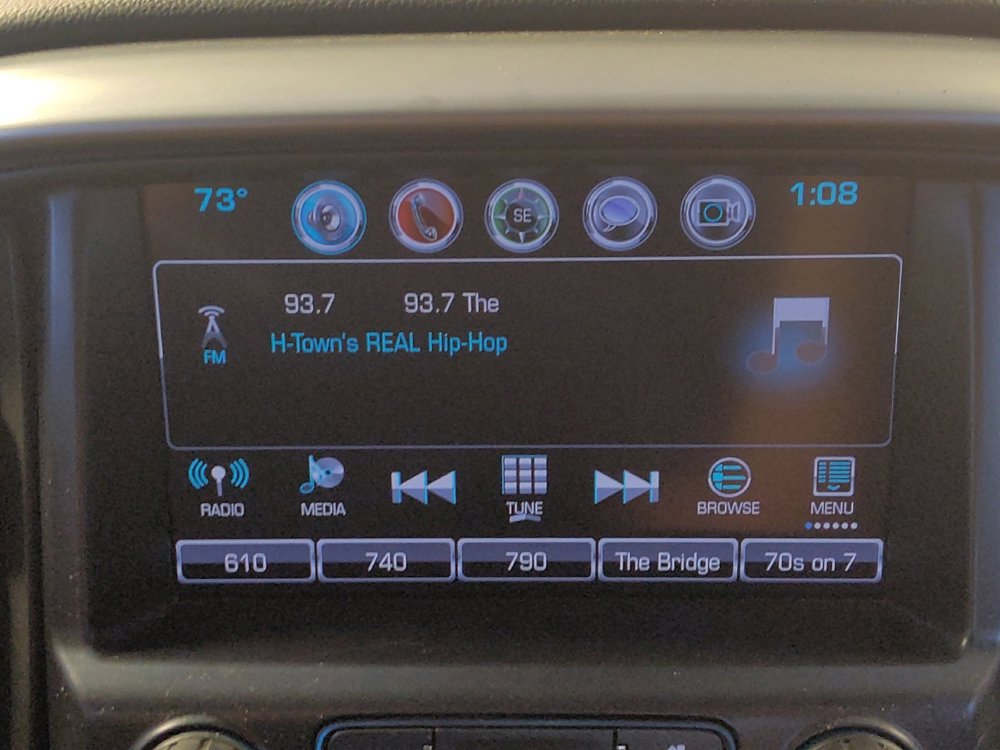 73° SE 1:08
93.7 93.7 The
FM H-Town's REAL Hip-Hop
RADIO MEDIA TUNE BROWSE MENU
610 740 790 The Bridge 70s on 7